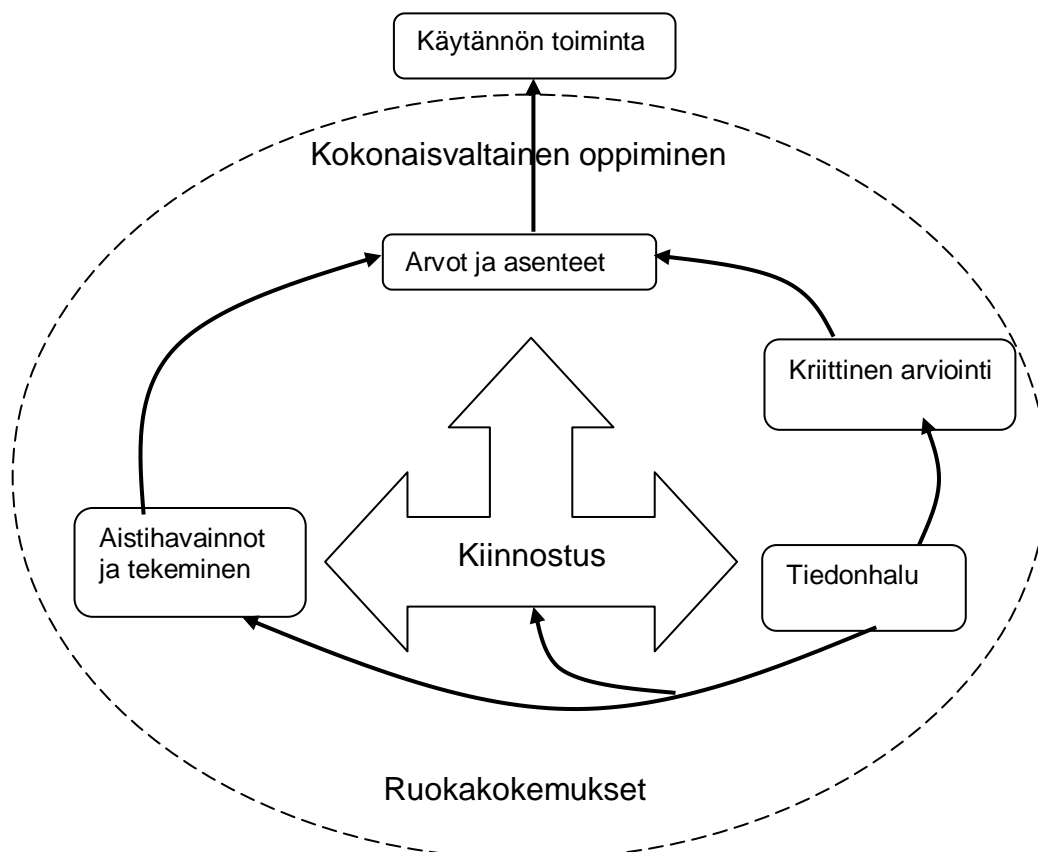 Käytännön toiminta
Kokonaisvaltainen oppiminen
Arvot ja asenteet
Kriittinen arviointi
Aistihavainnot
ja tekeminen
Kiinnostus
Tiedonhalu
Ruokakokemukset